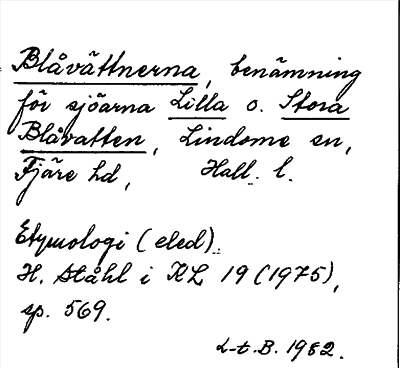 Blåvättnerna, benämning
för sjöarna Lilla o. Stora
Blåvatten, Lindome sn,
Fjäre hd, Hall. l.
Etymologi (eled).
H. Ståhl i KL 19 (1975),
sp. 569.
L-t. B. 1982.